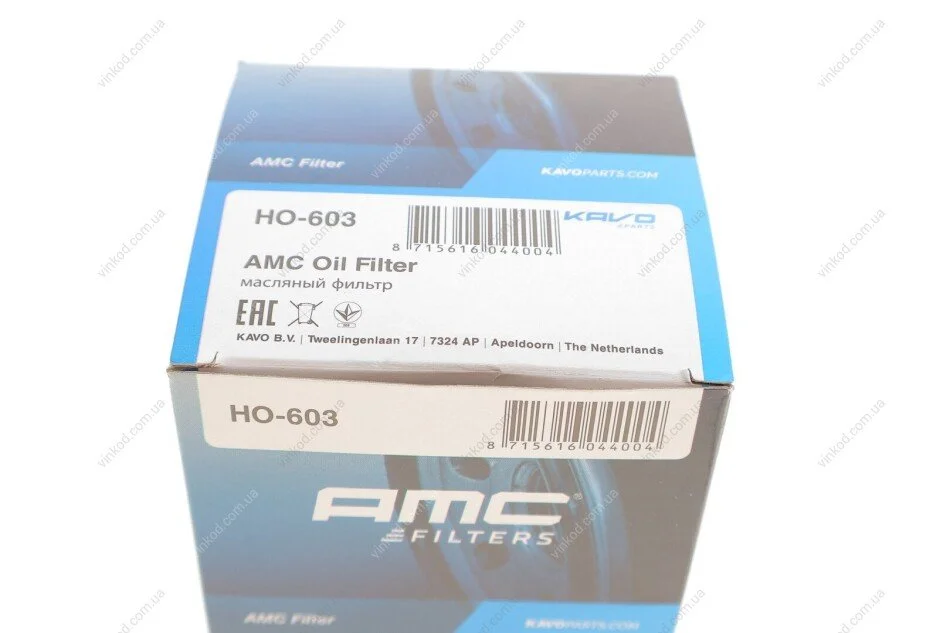 AMC Filter
KAVOPARTS.COM
HO-603
KAVO
PARTS
8 715616 044004
AMC Oil Filter
масляный фильтр
EAC
KAVO B.V. | Tweelingenlaan 17 | 7324 AP | Apeldoorn | The Netherlands
HO-603
8 715616 044004
AMC®
FILTERS
AMC Filter
KAVOPARTS.COM
vinkod.com.ua